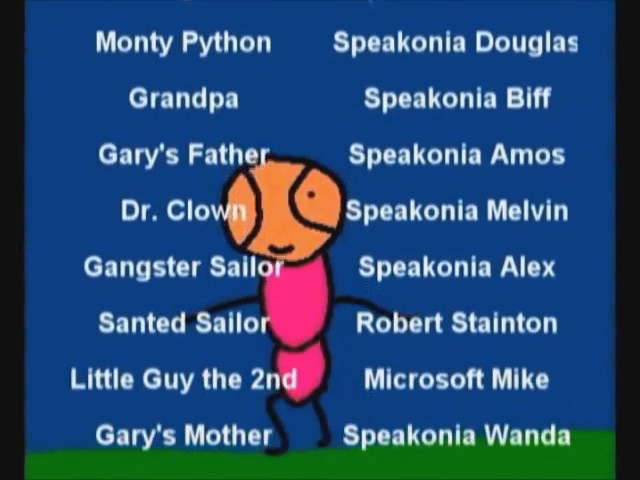 Monty Python Speakonia Douglas
Grandpa Speakonia Biff
Gary's Father Speakonia Amos
Dr. Clown Speakonia Melvin
Gangster Sailor Speakonia Alex
Santed Sailor Robert Stainton
Little Guy the 2nd Microsoft Mike
Gary's Mother Speakonia Wanda